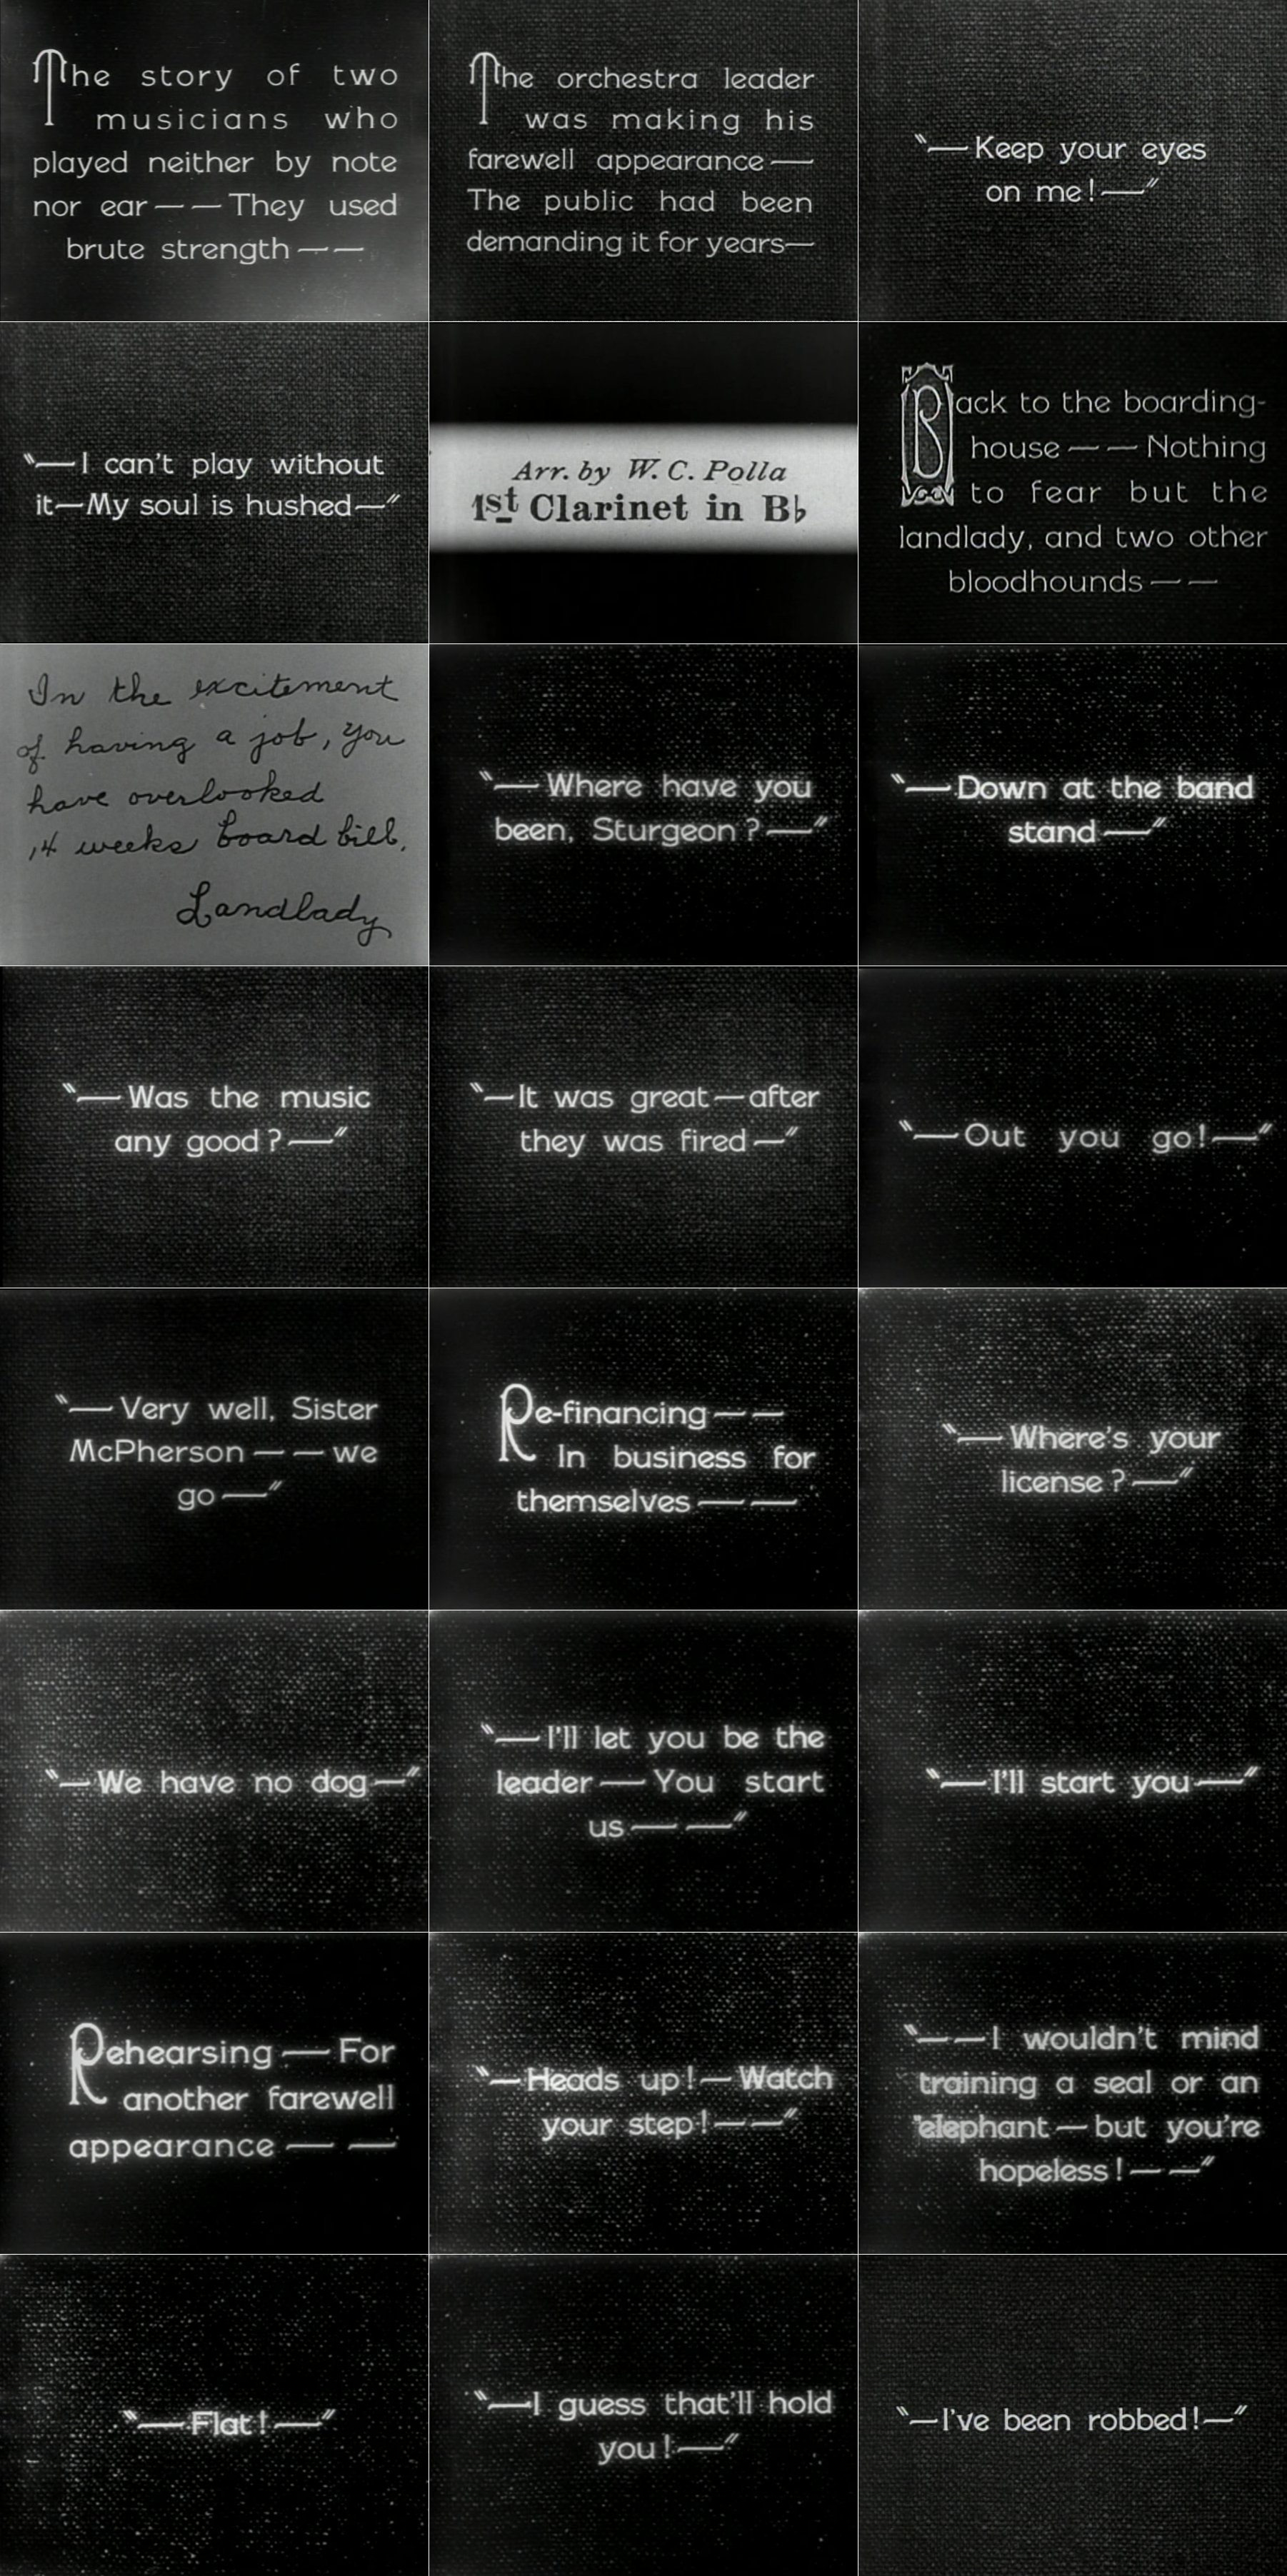 The story of two
musicians who
played neither by note
nor ear — — They used
brute strength — —
The orchestra leader
was making his
farewell appearance —
The public had been
demanding it for years—
"—Keep your eyes
on me!—"
"—I can't play without
it—My soul is hushed—"
Arr. by W. C. Polla
1st Clarinet in B♭
Back to the boarding-
house — — Nothing
to fear but the
landlady, and two other
bloodhounds — —
In the excitement
of having a job, you
have overlooked
14 weeks board bill.
Landlady
"—Where have you
been, Sturgeon?—"
"—Down at the band
stand—"
"—Was the music
any good?—"
"—It was great—after
they was fired—"
"—Out you go!—"
"—Very well, Sister
McPherson — — we
go—"
Re-financing — —
In business for
themselves — —
"—Where's your
license?—"
"—We have no dog—"
"—I'll let you be the
leader—You start
us— —"
"—I'll start you—"
Rehearsing — For
another farewell
appearance — —
"—Heads up!—Watch
your step!— —"
"— —I wouldn't mind
training a seal or an
elephant—but you're
hopeless!— —"
"—Flat!—"
"—I guess that'll hold
you!—"
"—I've been robbed!—"